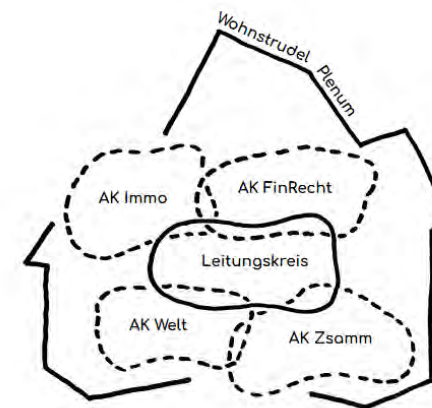 Wohnstrudel
Plenum
AK Immo
AK FinRecht
Leitungskreis
AK Welt
AK Zsamm